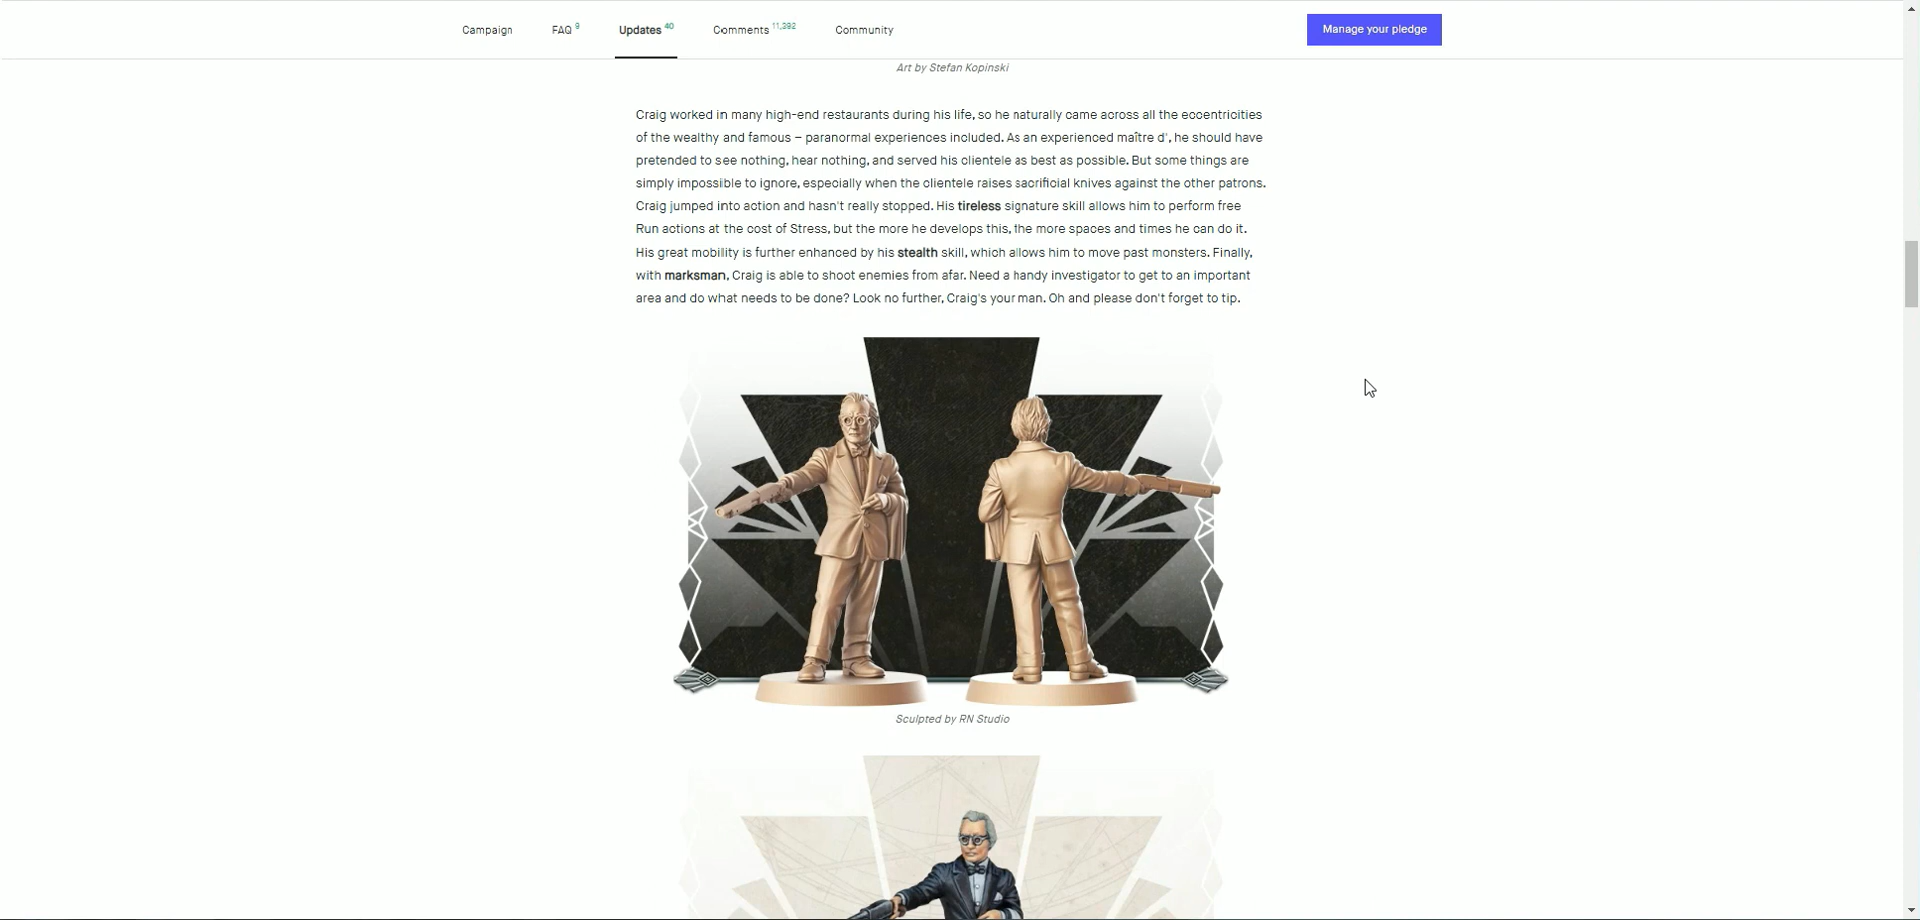 Campaign FAQ 9 Updates 40 Comments 11,392 Community Manage your pledge
Art by Stefan Kopinski
Craig worked in many high-end restaurants during his life, so he naturally came across all the eccentricities
of the wealthy and famous – paranormal experiences included. As an experienced maître d', he should have
pretended to see nothing, hear nothing, and served his clientele as best as possible. But some things are
simply impossible to ignore, especially when the clientele raises sacrificial knives against the other patrons.
Craig jumped into action and hasn't really stopped. His tireless signature skill allows him to perform free
Run actions at the cost of Stress, but the more he develops this, the more spaces and times he can do it.
His great mobility is further enhanced by his stealth skill, which allows him to move past monsters. Finally,
with marksman, Craig is able to shoot enemies from afar. Need a handy investigator to get to an important
area and do what needs to be done? Look no further, Craig's your man. Oh and please don't forget to tip.
Sculpted by RN Studio